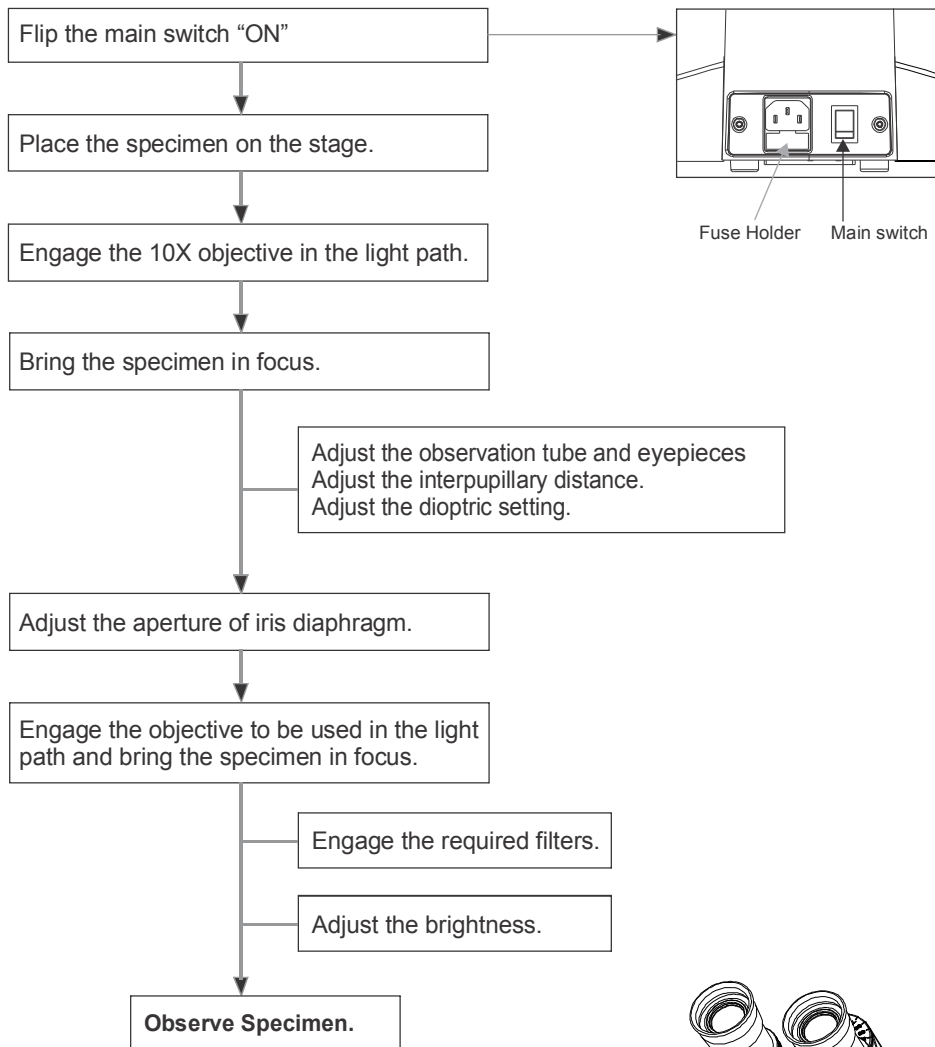 Flip the main switch “ON”
Fuse Holder
Main switch
Place the specimen on the stage.
Engage the 10X objective in the light path.
Bring the specimen in focus.
Adjust the observation tube and eyepieces
Adjust the interpupillary distance.
Adjust the dioptric setting.
Adjust the aperture of iris diaphragm.
Engage the objective to be used in the light
path and bring the specimen in focus.
Engage the required filters.
Adjust the brightness.
Observe Specimen.